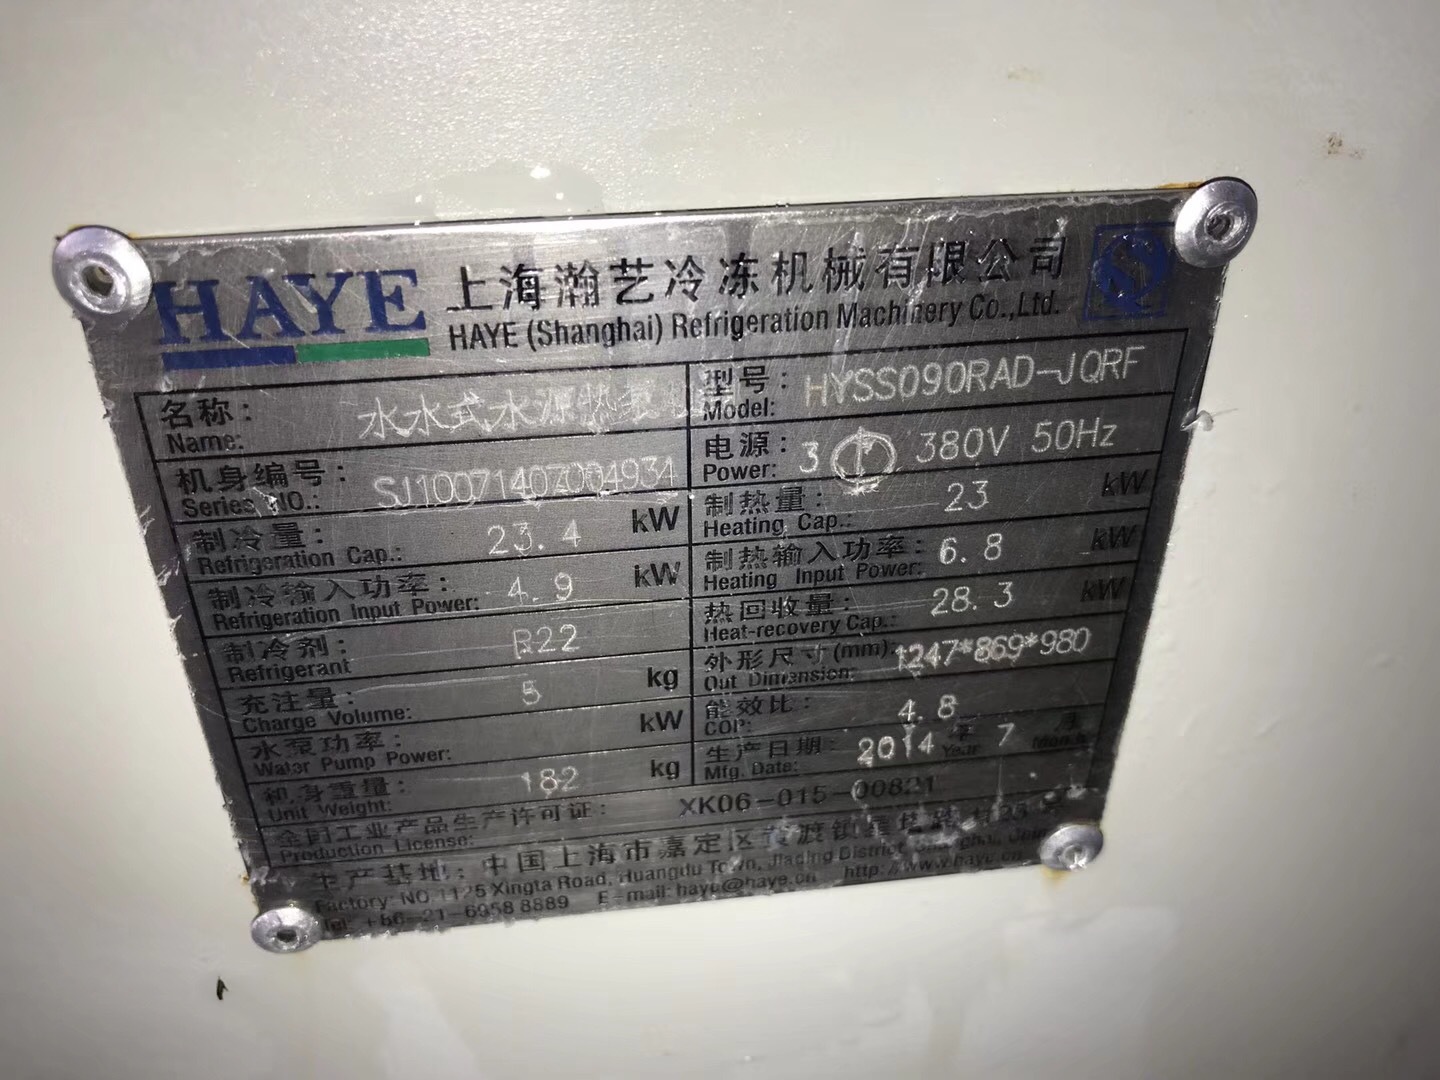 HAYE 上海瀚艺冷冻机械有限公司
HAYE (Shanghai) Refrigeration Machinery Co.,Ltd.
名称: 水水式水源热泵
Name:
型号: HYSS090RAD-JQRF
Model:
机身编号:
Series NO.: SJ10071407004934
电源: 3 380V 50Hz
Power:
制冷量: 23.4 kW
Refrigeration Cap.:
制热量: 23 kW
Heating Cap.:
制冷输入功率: 4.9 kW
Refrigeration Input Power:
制热输入功率: 6.8 kW
Heating Input Power:
制冷剂: R22
Refrigerant
热回收量: 28.3 kW
Heat-recovery Cap.:
充注量: 5 kg
Charge Volume:
外形尺寸(mm): 1247*869*980
Out Dimension:
水泵功率: kW
Water Pump Power:
能效比: 4.8
COP:
机身重量: 182 kg
Unit Weight:
生产日期: 2014 年 7 月
Mfg. Date: Year Month
全国工业产品生产许可证: XK06-015-00821
Production License:
生产基地: 中国上海市嘉定区黄渡镇星塔路1125号
Factory: NO.1125 Xingta Road, Huangdu Town, Jiading District, Shanghai, China
Tel: +86-21-6958 8889 E-mail: haye@haye.cn http://www.haye.cn